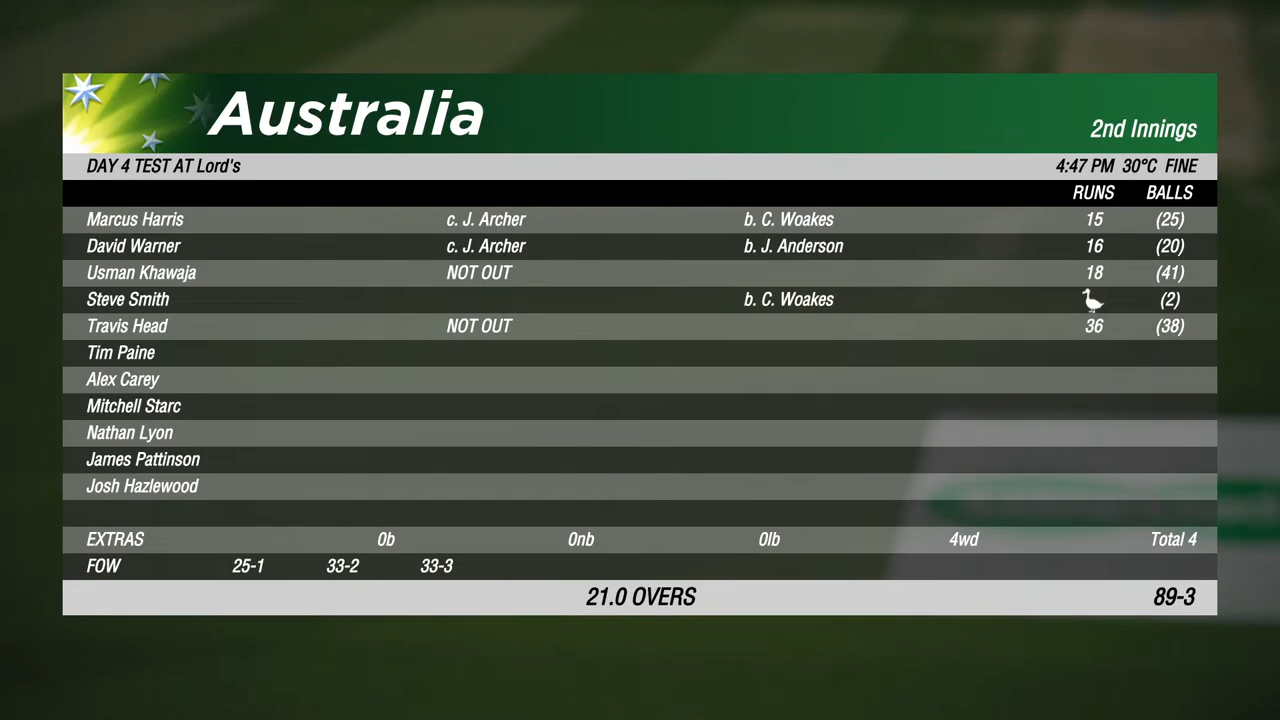 Australia
2nd Innings
DAY 4 TEST AT Lord's 4:47 PM 30°C FINE
RUNS BALLS
Marcus Harris c. J. Archer b. C. Woakes 15 (25)
David Warner c. J. Archer b. J. Anderson 16 (20)
Usman Khawaja NOT OUT 18 (41)
Steve Smith b. C. Woakes (2)
Travis Head NOT OUT 36 (38)
Tim Paine
Alex Carey
Mitchell Starc
Nathan Lyon
James Pattinson
Josh Hazlewood
EXTRAS 0b 0nb 0lb 4wd Total 4
FOW 25-1 33-2 33-3
21.0 OVERS 89-3